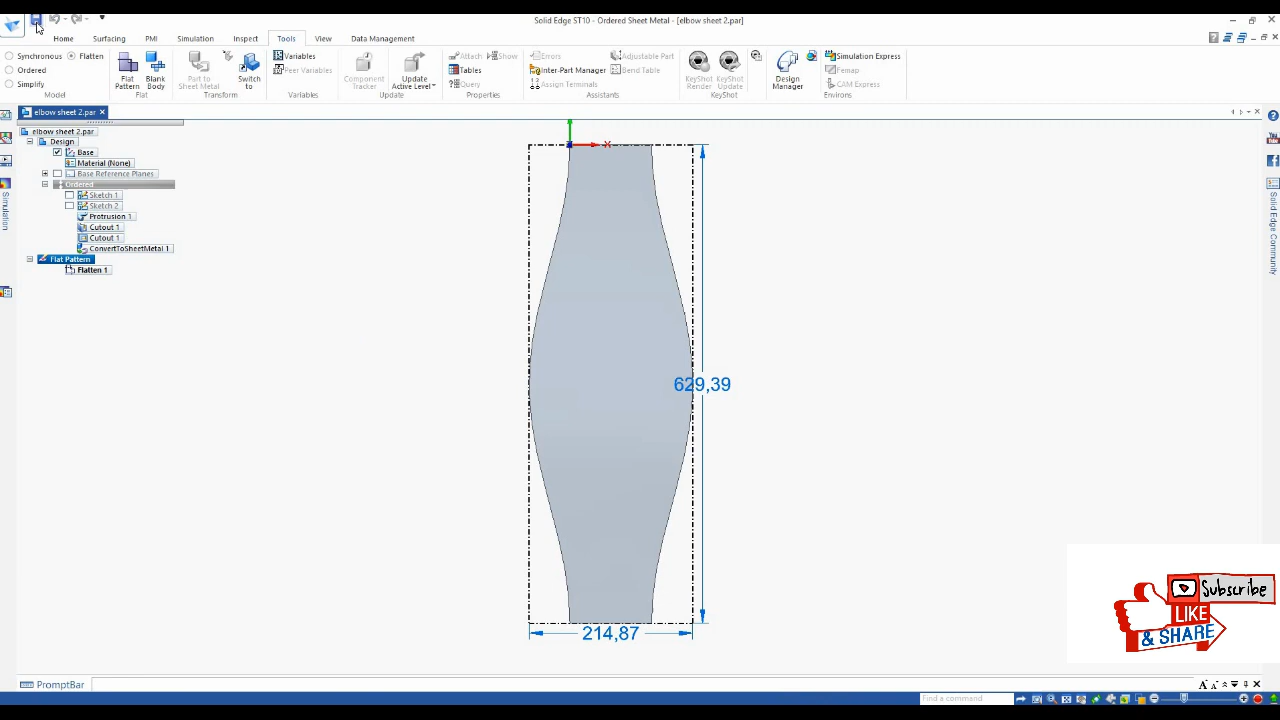 Solid Edge ST10 - Ordered Sheet Metal - [elbow sheet 2.par]
Home Surfacing PMI Simulation Inspect Tools View Data Management
Synchronous Flatten
Ordered
Simplify
Model
Flat Pattern
Blank Body
Flat
Part to Sheet Metal
Switch to
Transform
Variables
Peer Variables
Variables
Component Tracker
Update Active Level
Update
Attach Show
Tables
Query
Properties
Errors Adjustable Part
Inter-Part Manager Bend Table
Assign Terminals
Assistants
KeyShot Render
KeyShot Update
KeyShot
Design Manager
Simulation Express
Femap
CAM Express
Environs
elbow sheet 2.par
elbow sheet 2.par
Design
Base
Material (None)
Base Reference Planes
Ordered
Sketch 1
Sketch 2
Protrusion 1
Cutout 1
Cutout 1
ConvertToSheetMetal 1
Flat Pattern
Flatten 1
Simulation
X
629,39
214,87
Solid Edge Community
Subscribe
LIKE
& SHARE
PromptBar
Find a command